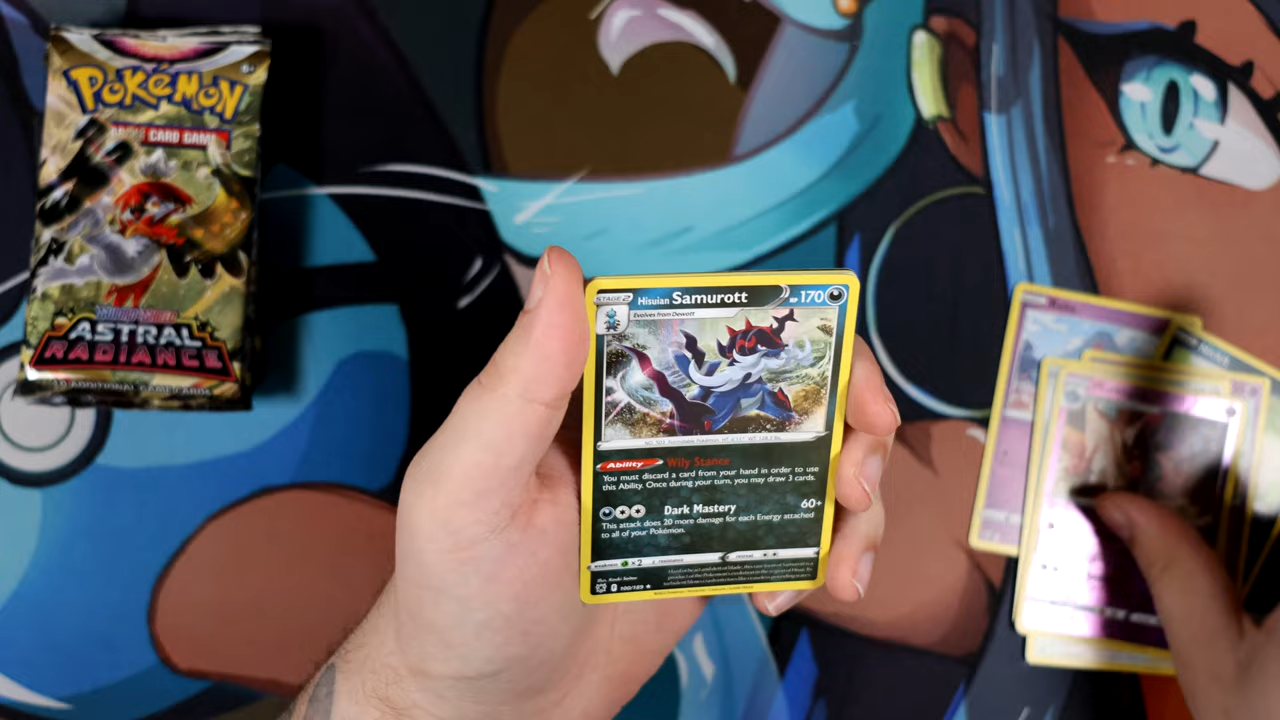 POKéMON
CARD GAME
ASTRAL
RADIANCE
10 ADDITIONAL GAME CARDS
STAGE 2
Hisuian Samurott
HP 170
Evolves from Dewott
Ability Wily Stance
You must discard a card from your hand in order to use
this Ability. Once during your turn, you may draw 3 cards.
Dark Mastery 60+
This attack does 20 more damage for each Energy attached
to all of your Pokémon.
weakness ×2 resistance retreat
100/189